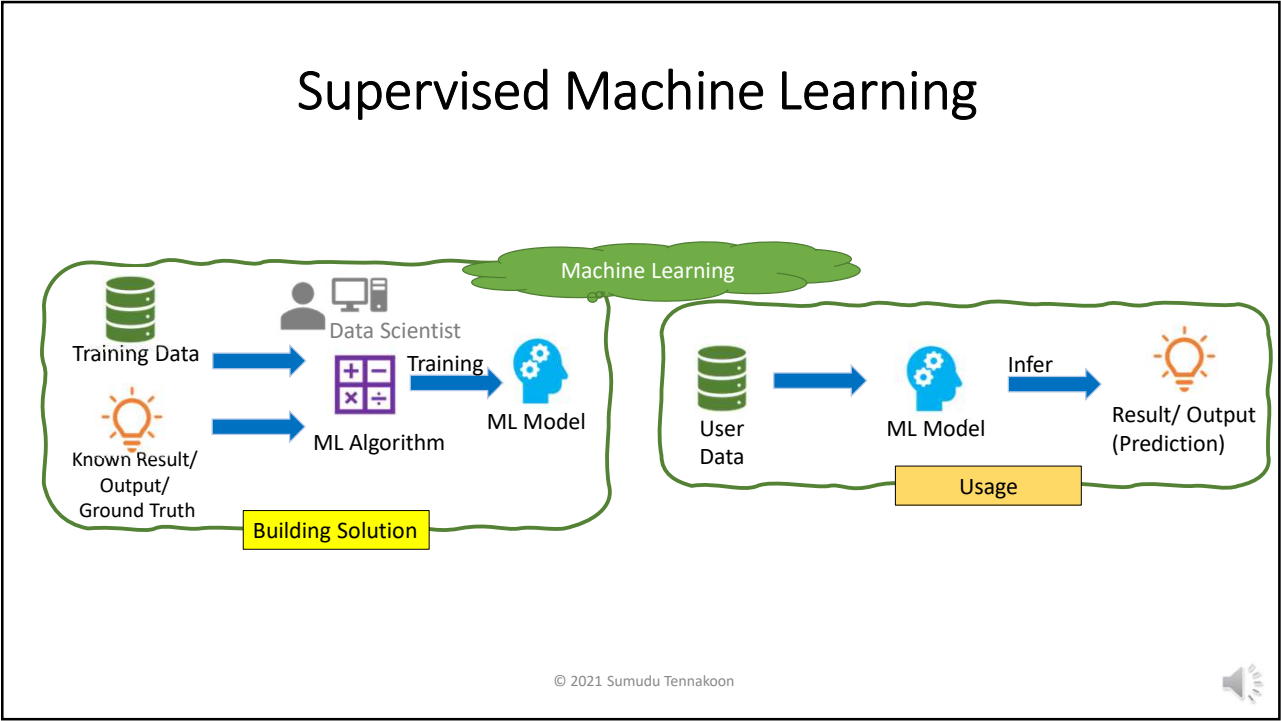 Supervised Machine Learning
Machine Learning
Data Scientist
Training Data
Training
ML Algorithm
ML Model
Known Result/
Output/
Ground Truth
Building Solution
User
Data
ML Model
Infer
Result/ Output
(Prediction)
Usage
© 2021 Sumudu Tennakoon